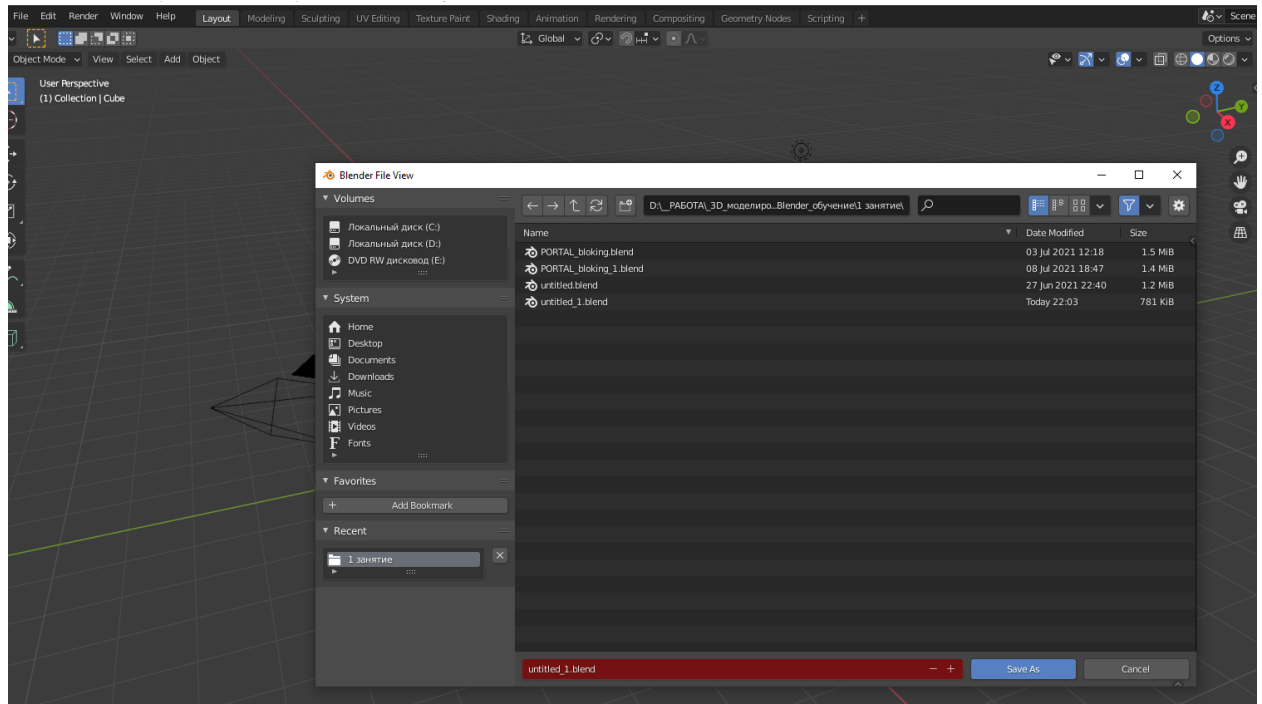 File Edit Render Window Help Layout Modeling Sculpting UV Editing Texture Paint Shading Animation Rendering Compositing Geometry Nodes Scripting + Scene
Global Options
Object Mode View Select Add Object
User Perspective
(1) Collection | Cube
Z
Y
X
Blender File View
Volumes
D:\_РАБОТА\_3D_моделиро...Blender_обучение\1 занятие\
Локальный диск (C:)
Локальный диск (D:)
DVD RW дисковод (E:)
Name Date Modified Size
PORTAL_bloking.blend 03 Jul 2021 12:18 1.5 MiB
PORTAL_bloking_1.blend 08 Jul 2021 18:47 1.4 MiB
untitled.blend 27 Jun 2021 22:40 1.2 MiB
untitled_1.blend Today 22:03 781 KiB
System
Home
Desktop
Documents
Downloads
Music
Pictures
Videos
Fonts
Favorites
+ Add Bookmark
Recent
1 занятие
untitled_1.blend - + Save As Cancel